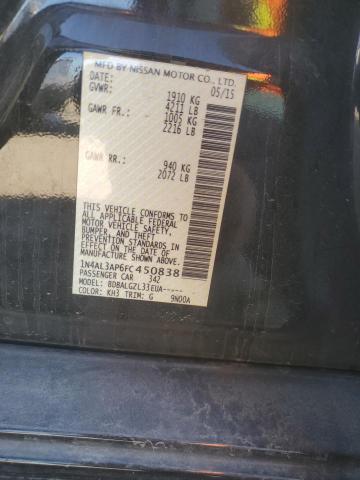 MFD BY NISSAN MOTOR CO., LTD.
DATE: 05/15
GVWR: 1910 KG
4211 LB
GAWR FR.: 1005 KG
2216 LB
GAWR RR.: 940 KG
2072 LB
THIS VEHICLE CONFORMS TO ALL
APPLICABLE U.S. FEDERAL
MOTOR VEHICLE SAFETY,
BUMPER, AND THEFT
PREVENTION STANDARDS IN
EFFECT ON THE DATE OF
MANUFACTURE SHOWN ABOVE.
1N4AL3AP6FC450838
PASSENGER CAR 342
MODEL: BDBALGZL33EUA-----
COLOR: KH3 TRIM: G 9N00A